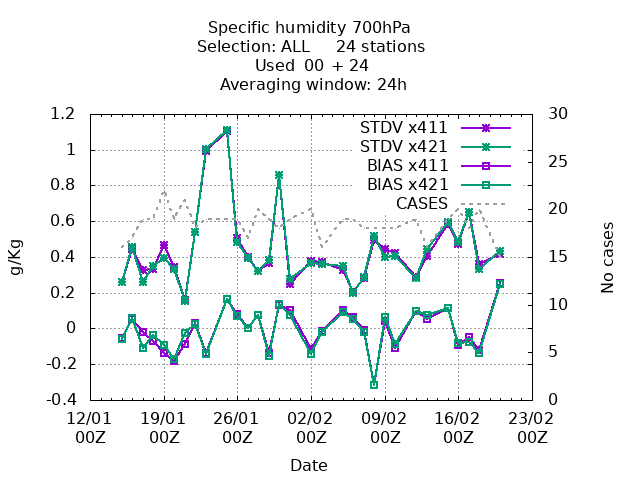 Specific humidity 700hPa
Selection: ALL 24 stations
Used 00 + 24
Averaging window: 24h
1.2
1
0.8
0.6
0.4
0.2
0
-0.2
-0.4
g/Kg
30
25
20
15
10
5
0
No cases
STDV x411
STDV x421
BIAS x411
BIAS x421
CASES
12/01 19/01 26/01 02/02 09/02 16/02 23/02
00Z 00Z 00Z 00Z 00Z 00Z 00Z
Date